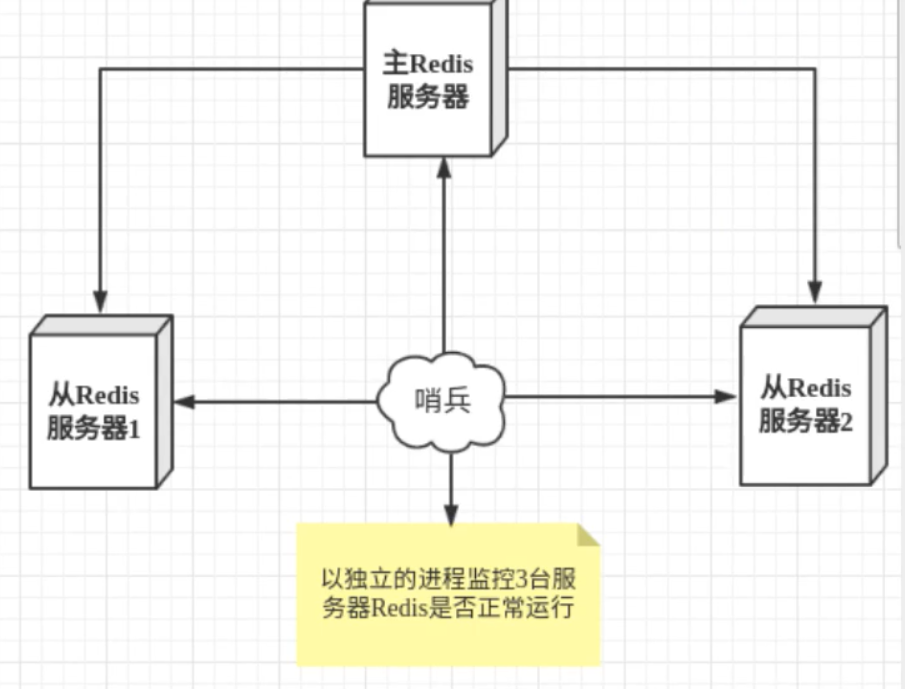 主Redis
服务器
从Redis
服务器1
哨兵
从Redis
服务器2
以独立的进程监控3台服
务器Redis是否正常运行